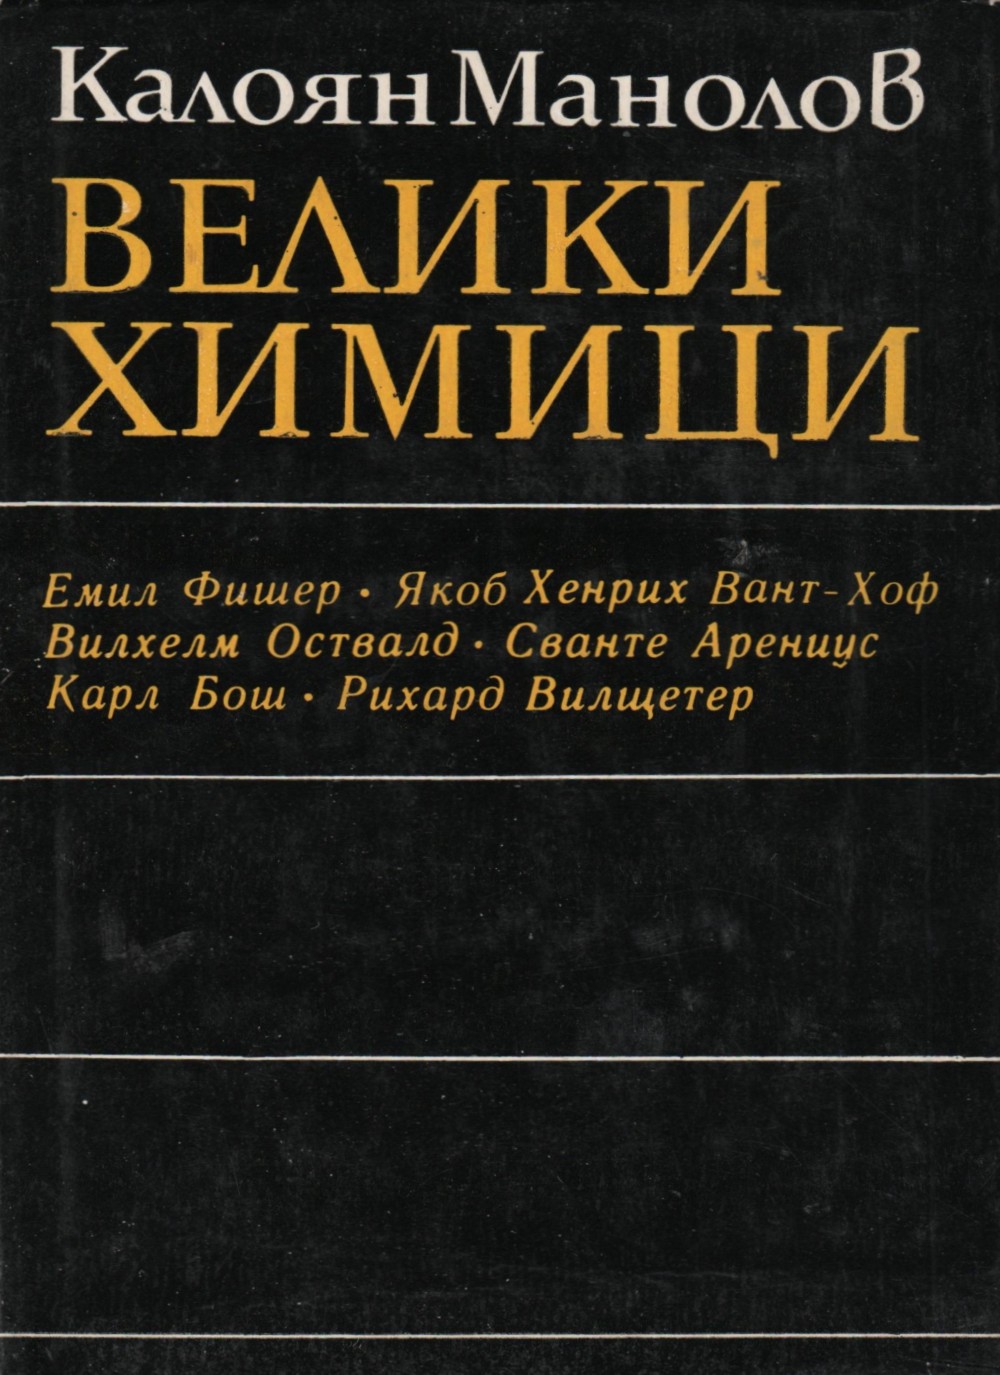 Калоян Манолов
ВЕЛИКИ
ХИМИЦИ
Емил Фишер · Якоб Хенрих Вант-Хоф
Вилхелм Оствалд · Сванте Арениус
Карл Бош · Рихард Вилщетер